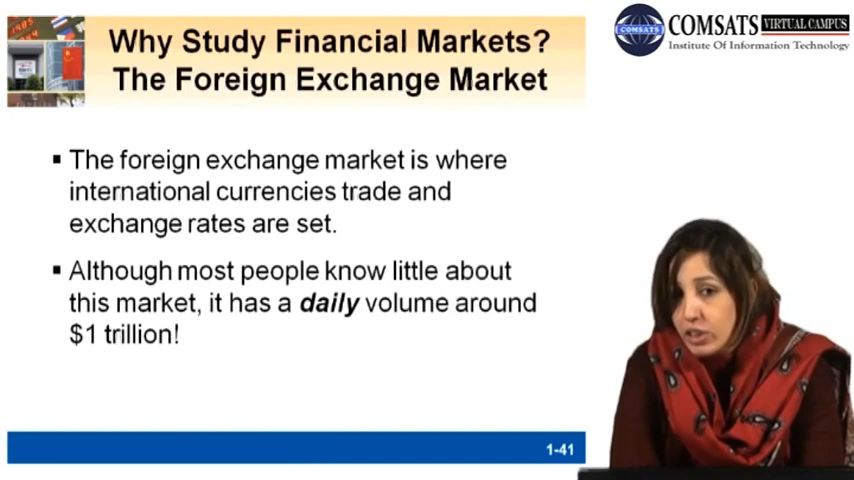 Why Study Financial Markets?
The Foreign Exchange Market
COMSATS
COMSATS VIRTUAL CAMPUS
Institute Of Information Technology
▪ The foreign exchange market is where
international currencies trade and
exchange rates are set.
▪ Although most people know little about
this market, it has a daily volume around
$1 trillion!
1-41